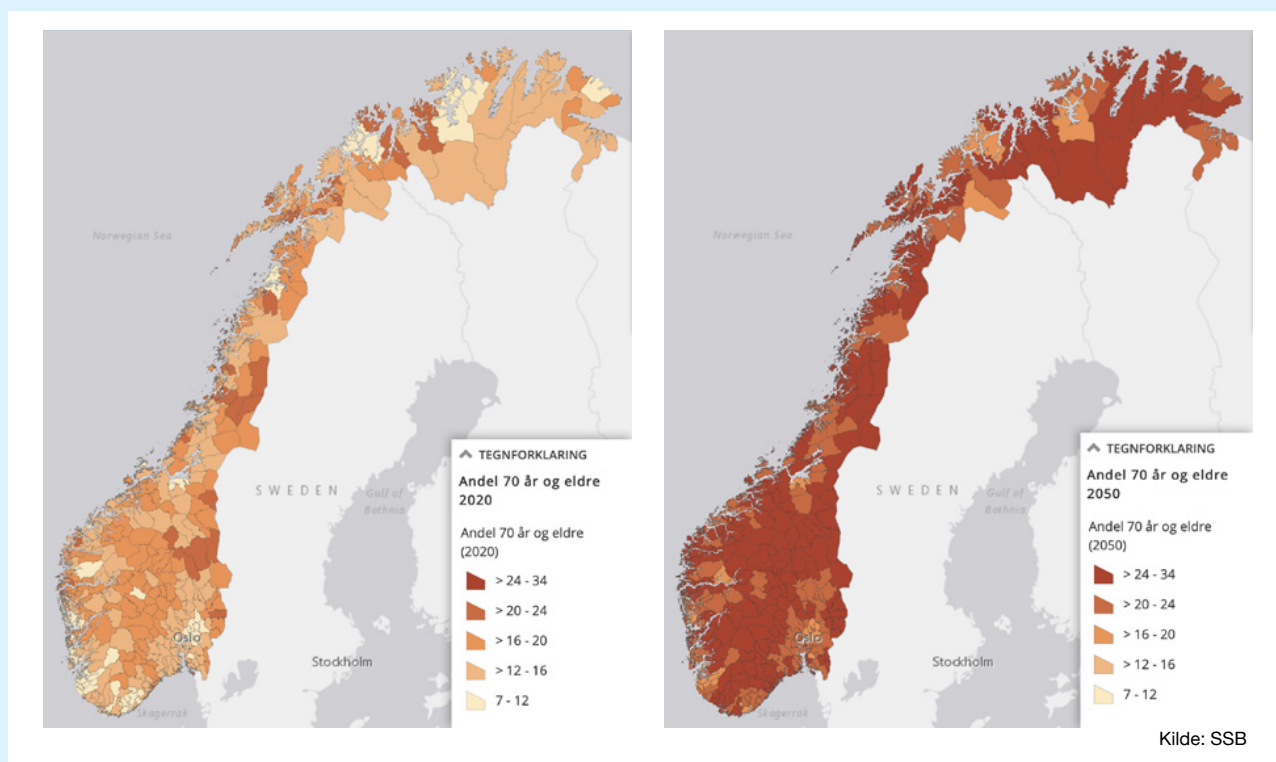 Norwegian Sea
SWEDEN
Gulf of
Bothnia
Oslo
Stockholm
Skagerrak
TEGNFORKLARING
Andel 70 år og eldre
2020
Andel 70 år og eldre
(2020)
> 24 - 34
> 20 - 24
> 16 - 20
> 12 - 16
7 - 12
Norwegian Sea
SWEDEN
Gulf of
Bothnia
Oslo
Stockholm
Skagerrak
TEGNFORKLARING
Andel 70 år og eldre
2050
Andel 70 år og eldre
(2050)
> 24 - 34
> 20 - 24
> 16 - 20
> 12 - 16
7 - 12
Kilde: SSB